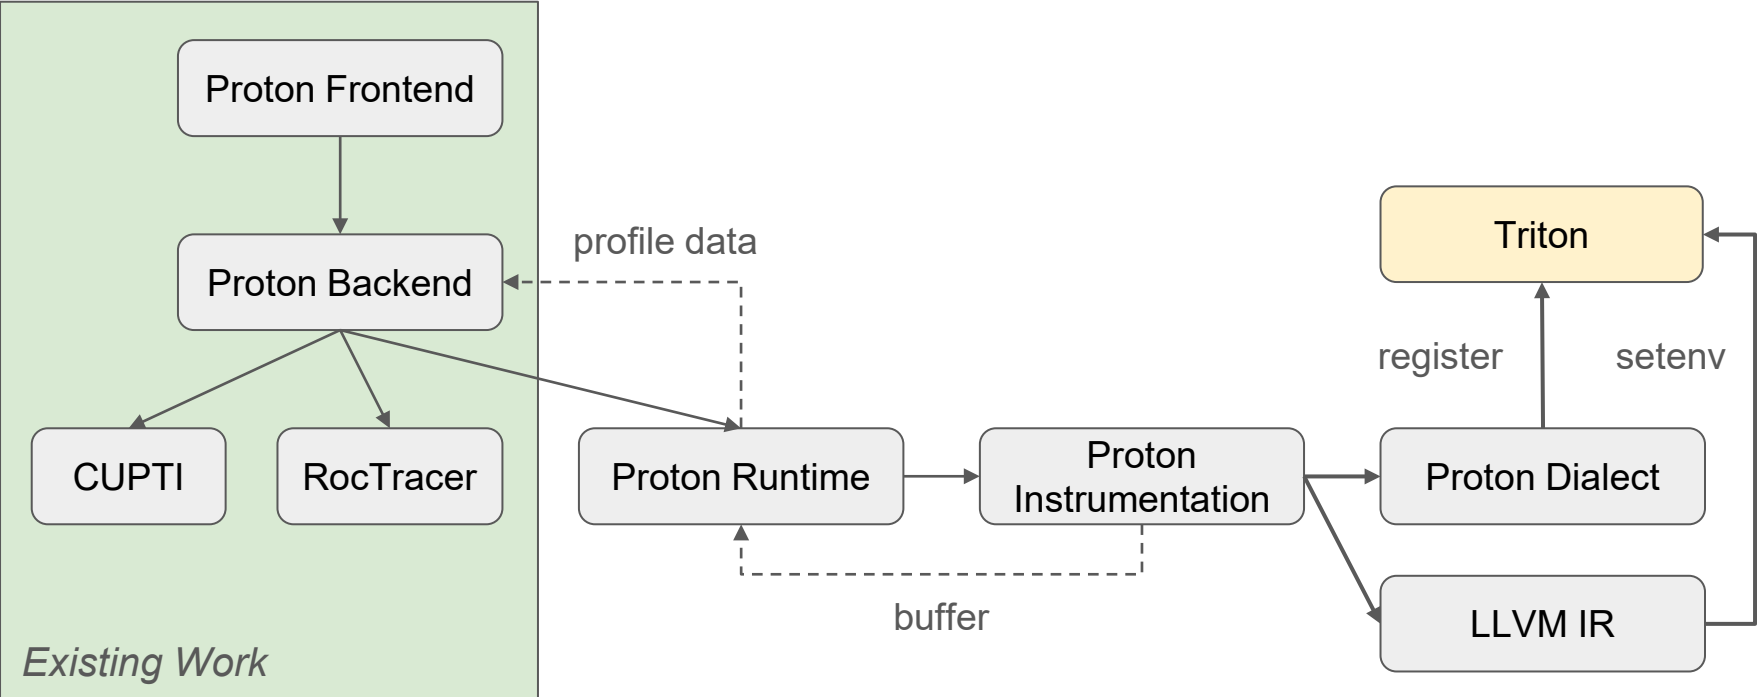 Proton Frontend
Proton Backend
profile data
Triton
register
setenv
CUPTI
RocTracer
Proton Runtime
Proton
Instrumentation
Proton Dialect
buffer
LLVM IR
Existing Work